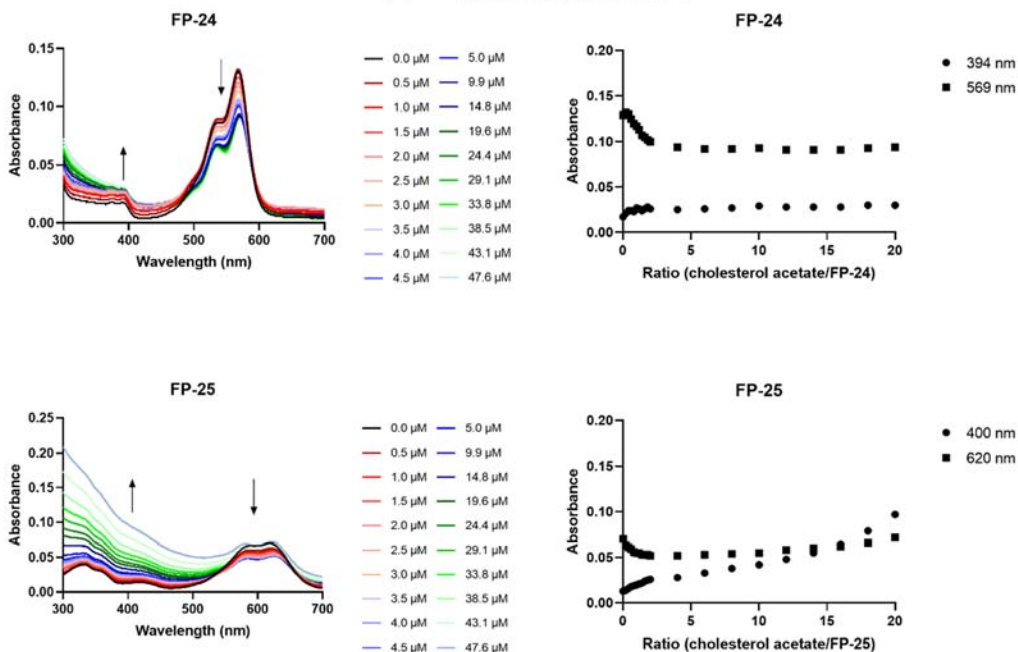 FP-24
0.15
0.10
0.05
0.00
Absorbance
300
400
500
600
700
Wavelength (nm)
0.0 µM 5.0 µM
0.5 µM 9.9 µM
1.0 µM 14.8 µM
1.5 µM 19.6 µM
2.0 µM 24.4 µM
2.5 µM 29.1 µM
3.0 µM 33.8 µM
3.5 µM 38.5 µM
4.0 µM 43.1 µM
4.5 µM 47.6 µM
FP-24
0.20
0.15
0.10
0.05
0.00
Absorbance
0
5
10
15
20
Ratio (cholesterol acetate/FP-24)
394 nm
569 nm
FP-25
0.25
0.20
0.15
0.10
0.05
0.00
Absorbance
300
400
500
600
700
Wavelength (nm)
0.0 µM 5.0 µM
0.5 µM 9.9 µM
1.0 µM 14.8 µM
1.5 µM 19.6 µM
2.0 µM 24.4 µM
2.5 µM 29.1 µM
3.0 µM 33.8 µM
3.5 µM 38.5 µM
4.0 µM 43.1 µM
4.5 µM 47.6 µM
FP-25
0.20
0.15
0.10
0.05
0.00
Absorbance
0
5
10
15
20
Ratio (cholesterol acetate/FP-25)
400 nm
620 nm